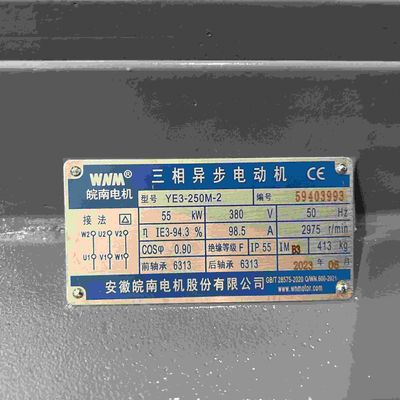 WNM®
皖南电机
三相异步电动机 CE
型号 YE3-250M-2 编号 59403993
接法 △
55 kW 380 V 50 Hz
W2 U2 V2
η IE3-94.3 % 98.5 A 2975 r/min
COSφ 0.90 绝缘等级 F IP 55 IM B3 413 kg
U1 V1 W1
前轴承 6313 后轴承 6313 2023 年 05 月
GB/T 28575-2020 Q/WN.606-2021
安徽皖南电机股份有限公司
www.wnmotor.com